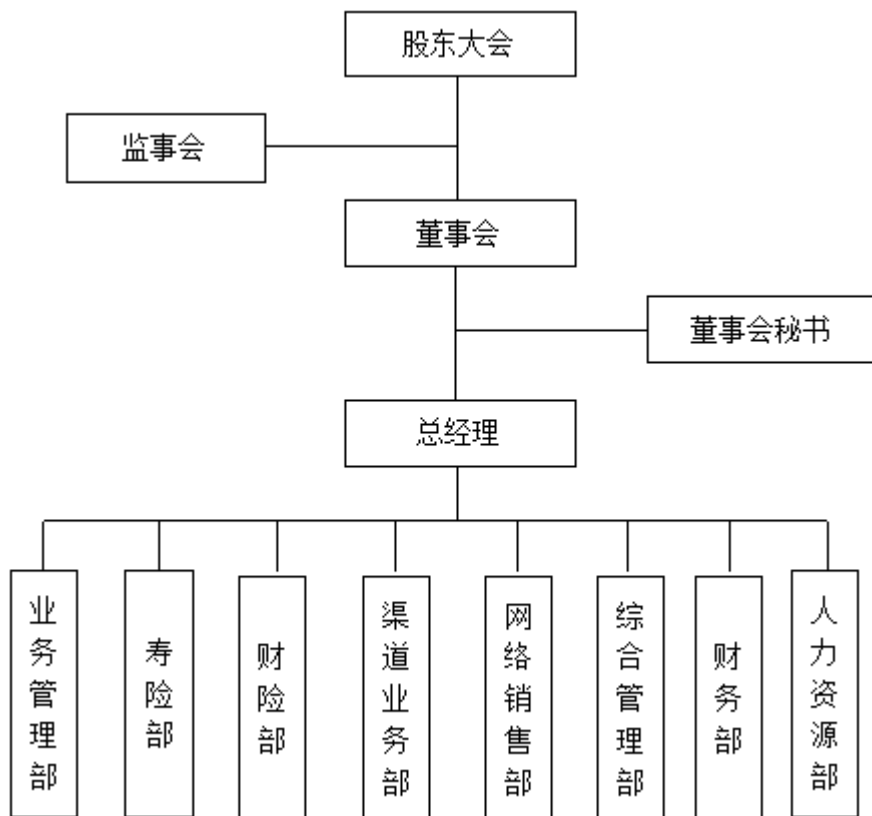 股东大会
监事会
董事会
董事会秘书
总经理
业务管理部
寿险部
财险部
渠道业务部
网络销售部
综合管理部
财务部
人力资源部